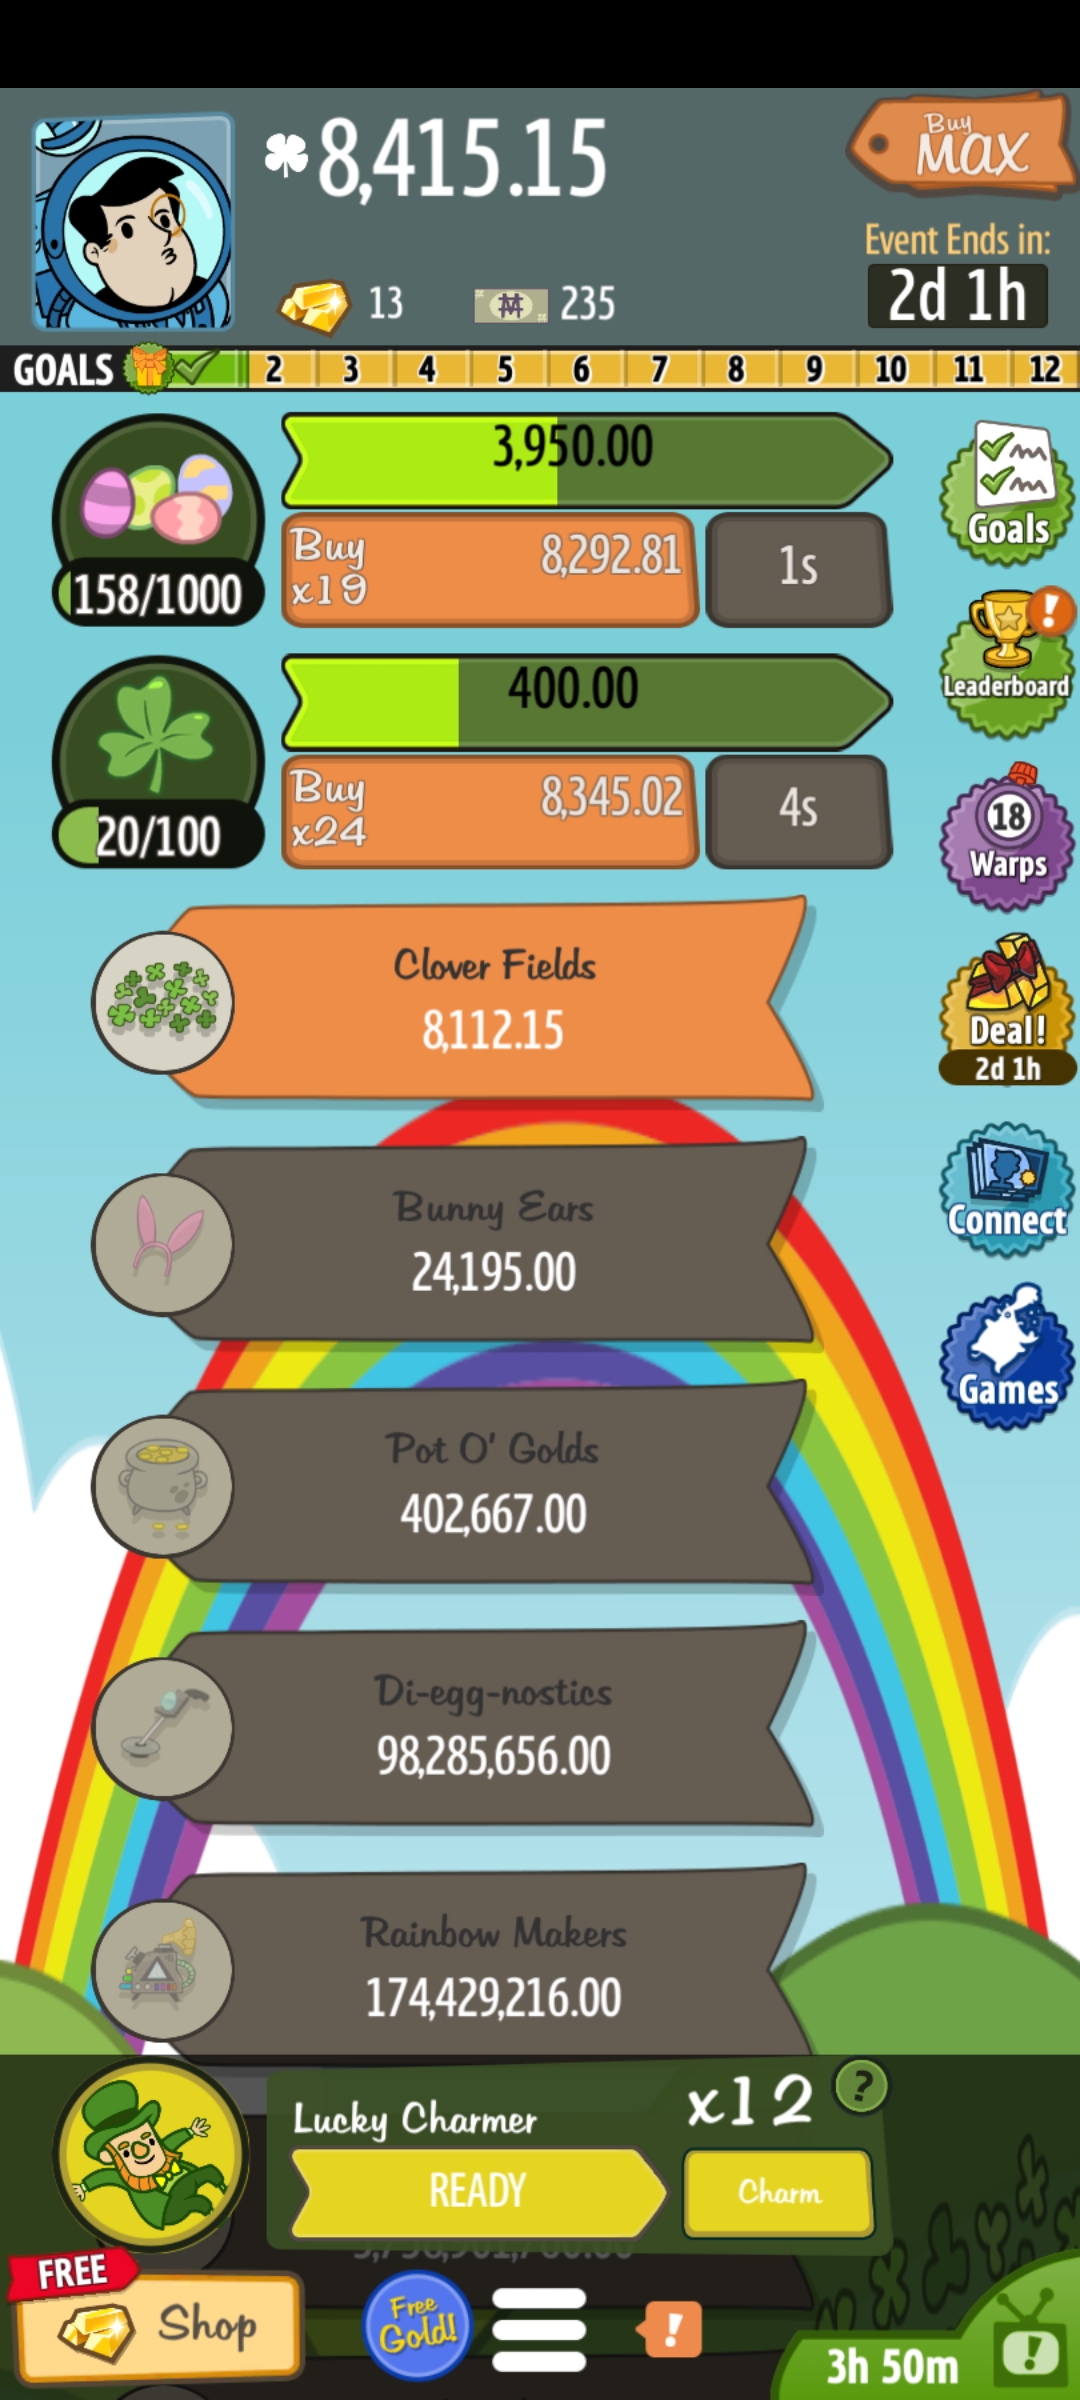 8,415.15
Buy
MAX
Event Ends in:
2d 1h
13
235
GOALS 2 3 4 5 6 7 8 9 10 11 12
3,950.00
Buy
x19
8,292.81
1s
158/1000
Goals
Leaderboard
400.00
Buy
x24
8,345.02
4s
20/100
18
Warps
Clover Fields
8,112.15
Deal!
2d 1h
Bunny Ears
24,195.00
Connect
Games
Pot O' Golds
402,667.00
Di-egg-nostics
98,285,656.00
Rainbow Makers
174,429,216.00
Lucky Charmer
x12
?
READY
Charm
FREE
Shop
Free
Gold!
!
3h 50m
!